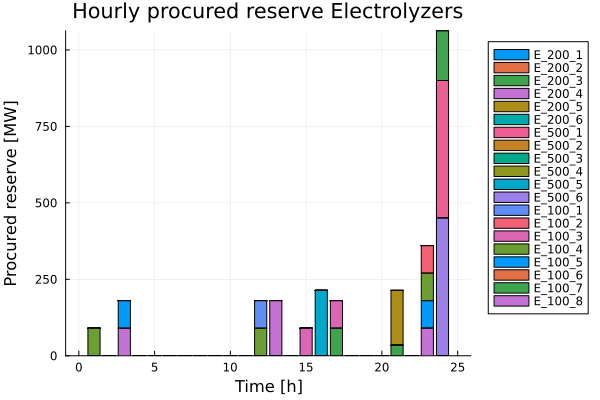 Hourly procured reserve Electrolyzers
Procured reserve [MW]
1000
750
500
250
0
0 5 10 15 20 25
Time [h]
E_200_1
E_200_2
E_200_3
E_200_4
E_200_5
E_200_6
E_500_1
E_500_2
E_500_3
E_500_4
E_500_5
E_500_6
E_100_1
E_100_2
E_100_3
E_100_4
E_100_5
E_100_6
E_100_7
E_100_8